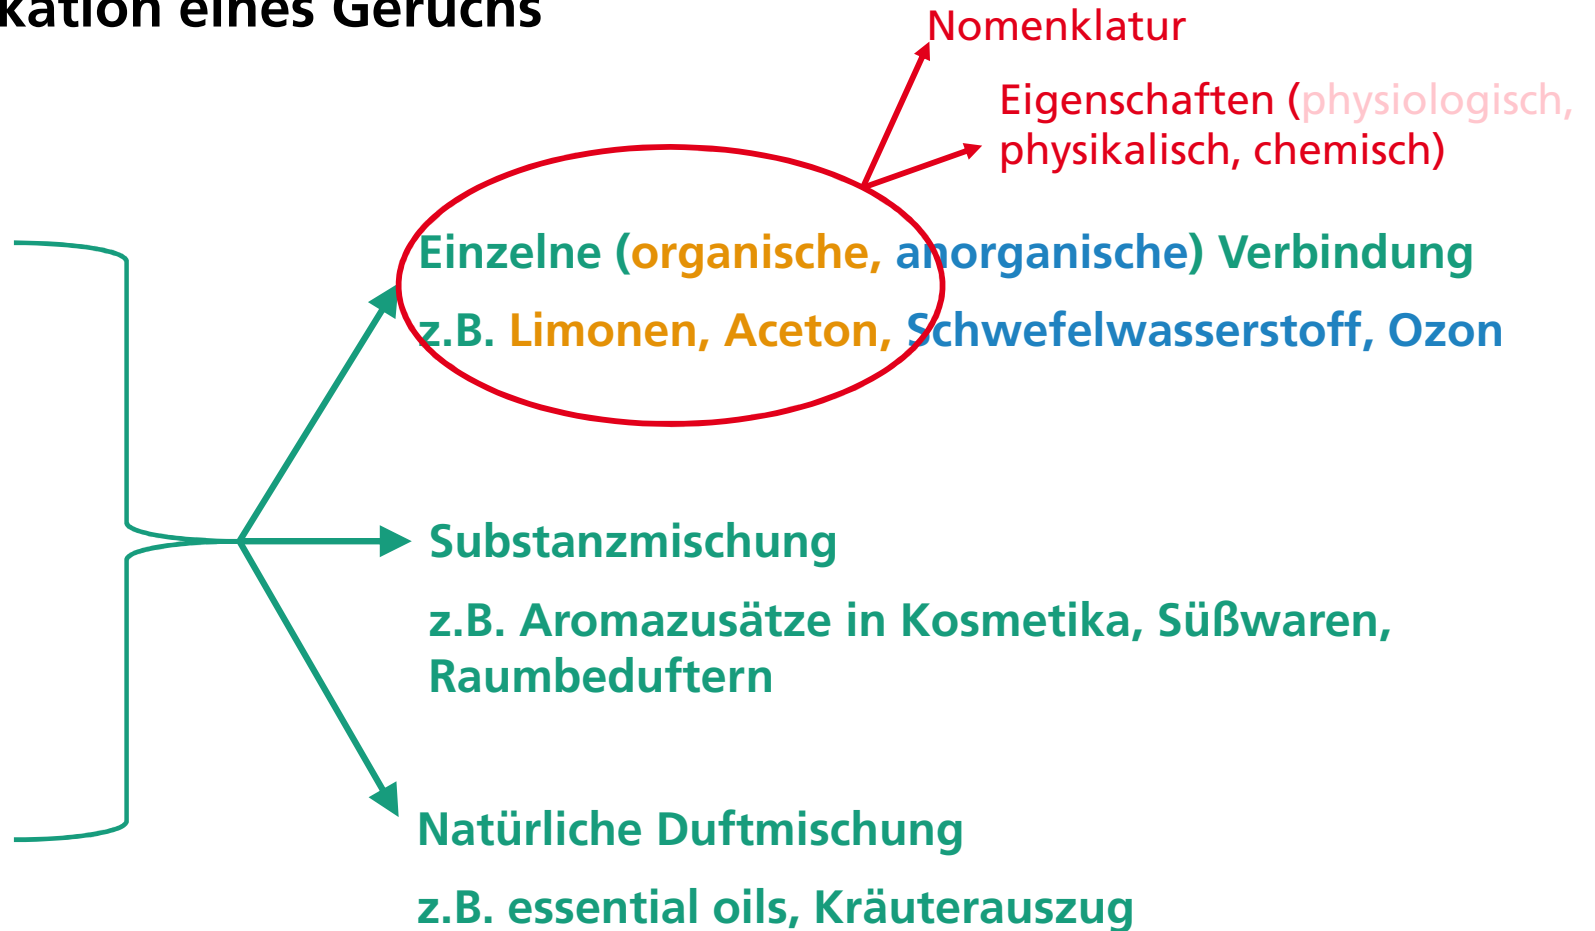 kation eines Geruchs
Nomenklatur
Eigenschaften (physiologisch,
physikalisch, chemisch)
Einzelne (organische, anorganische) Verbindung
z.B. Limonen, Aceton, Schwefelwasserstoff, Ozon
Substanzmischung
z.B. Aromazusätze in Kosmetika, Süßwaren,
Raumbeduftern
Natürliche Duftmischung
z.B. essential oils, Kräuterauszug